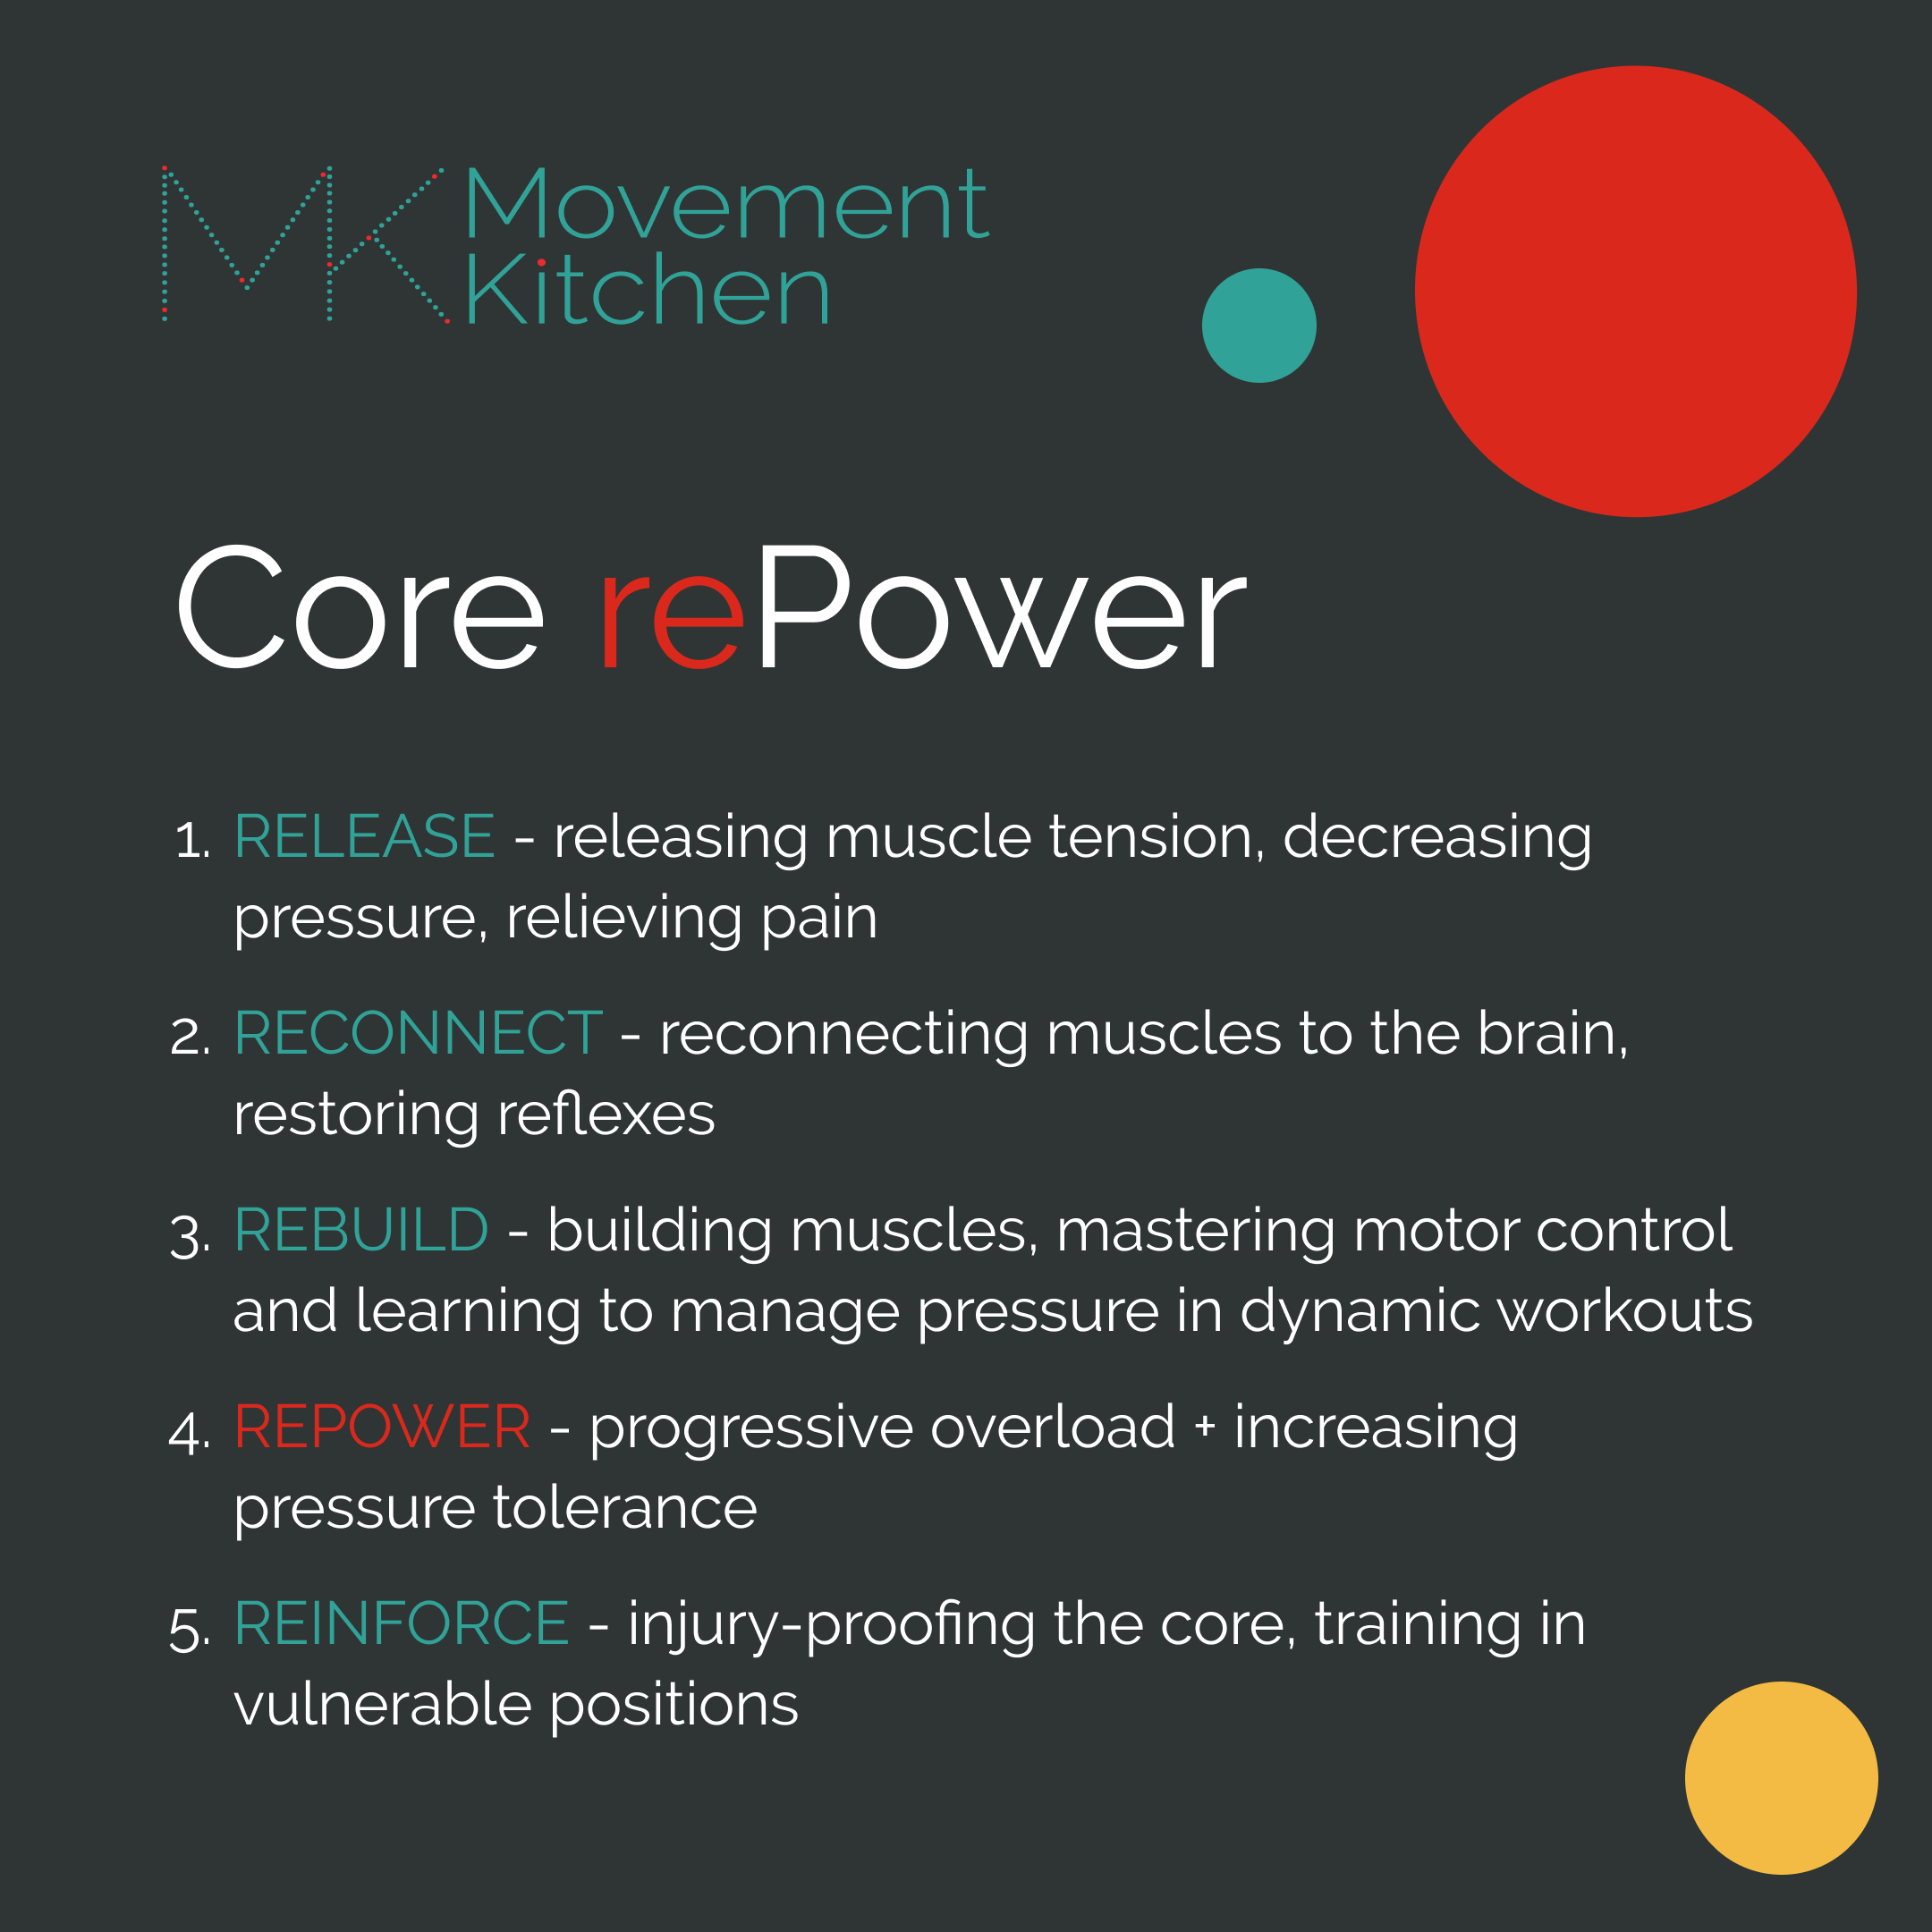 MK
Movement
Kitchen
Core rePower
1. RELEASE - releasing muscle tension, decreasing
pressure, relieving pain
2. RECONNECT - reconnecting muscles to the brain,
restoring reflexes
3. REBUILD - building muscles, mastering motor control
and learning to manage pressure in dynamic workouts
4. REPOWER - progressive overload + increasing
pressure tolerance
5. REINFORCE - injury-proofing the core, training in
vulnerable positions